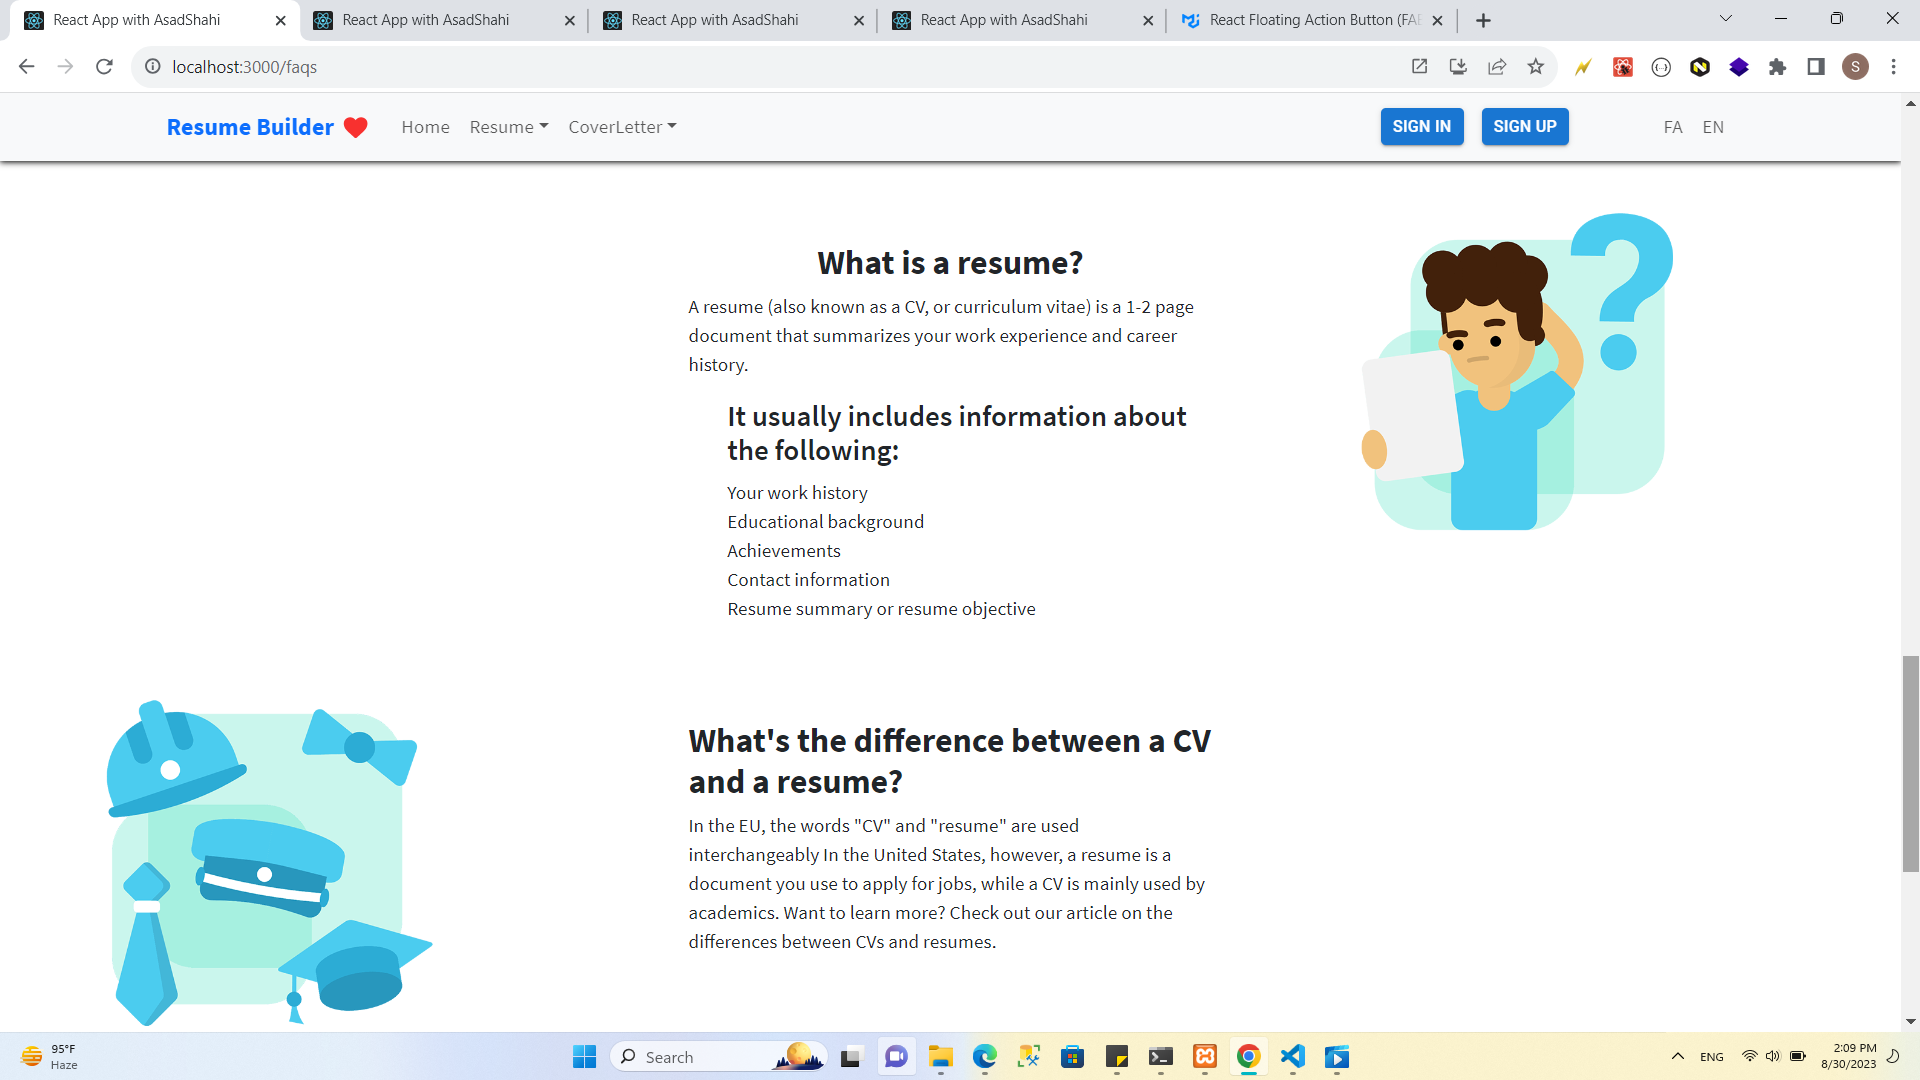 React App with AsadShahi
React App with AsadShahi
React App with AsadShahi
React App with AsadShahi
React Floating Action Button (FAB
localhost:3000/faqs
S
Resume Builder
Home
Resume
CoverLetter
SIGN IN
SIGN UP
FA
EN
What is a resume?
A resume (also known as a CV, or curriculum vitae) is a 1-2 page
document that summarizes your work experience and career
history.
It usually includes information about
the following:
Your work history
Educational background
Achievements
Contact information
Resume summary or resume objective
?
What's the difference between a CV
and a resume?
In the EU, the words "CV" and "resume" are used
interchangeably In the United States, however, a resume is a
document you use to apply for jobs, while a CV is mainly used by
academics. Want to learn more? Check out our article on the
differences between CVs and resumes.
95°F
Haze
Search
ENG
2:09 PM
8/30/2023